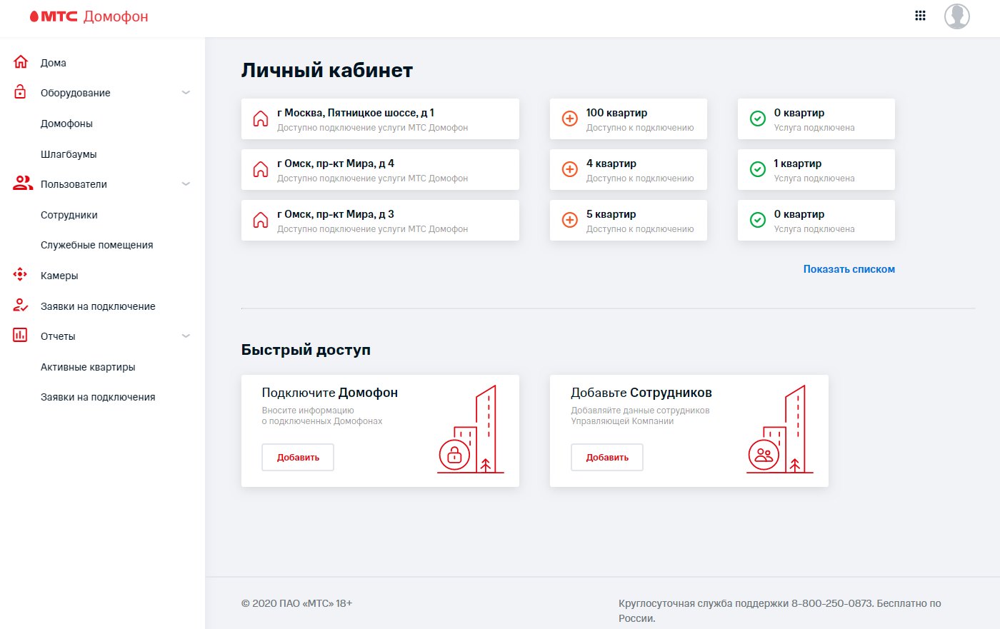 МТС Домофон
Дома
Оборудование
Домофоны
Шлагбаумы
Пользователи
Сотрудники
Служебные помещения
Камеры
Заявки на подключение
Отчеты
Активные квартиры
Заявки на подключения
Личный кабинет
г Москва, Пятницкое шоссе, д 1
Доступно подключение услуги МТС Домофон
100 квартир
Доступно к подключению
0 квартир
Услуга подключена
г Омск, пр-кт Мира, д 4
Доступно подключение услуги МТС Домофон
4 квартир
Доступно к подключению
1 квартир
Услуга подключена
г Омск, пр-кт Мира, д 3
Доступно подключение услуги МТС Домофон
5 квартир
Доступно к подключению
0 квартир
Услуга подключена
Показать списком
Быстрый доступ
Подключите Домофон
Вносите информацию
о подключенных Домофонах
Добавить
Добавьте Сотрудников
Добавляйте данные сотрудников
Управляющей Компании
Добавить
© 2020 ПАО «МТС» 18+
Круглосуточная служба поддержки 8-800-250-0873. Бесплатно по
России.